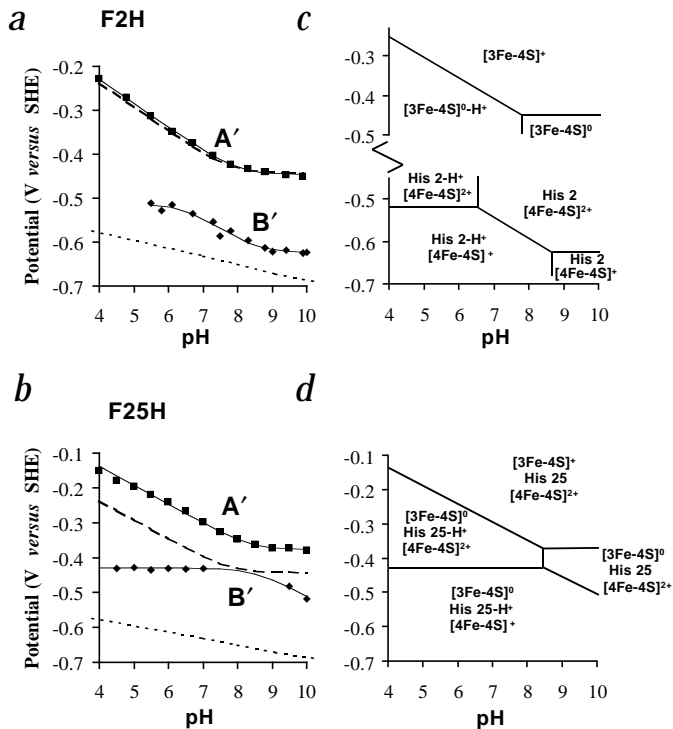 a
F2H
Potential (V versus SHE)
-0.2
-0.3
-0.4
-0.5
-0.6
-0.7
A′
B′
4 5 6 7 8 9 10
pH
c
-0.3
-0.4
-0.5
-0.5
-0.6
-0.7
[3Fe-4S]+
[3Fe-4S]0-H+
[3Fe-4S]0
His 2-H+
[4Fe-4S]2+
His 2
[4Fe-4S]2+
His 2-H+
[4Fe-4S] +
His 2
[4Fe-4S]+
4 5 6 7 8 9 10
pH
b
F25H
Potential (V versus SHE)
-0.1
-0.2
-0.3
-0.4
-0.5
-0.6
-0.7
A′
B′
4 5 6 7 8 9 10
pH
d
-0.1
-0.2
-0.3
-0.4
-0.5
-0.6
-0.7
[3Fe-4S]+
His 25
[4Fe-4S]2+
[3Fe-4S]0
His 25-H+
[4Fe-4S]2+
[3Fe-4S]0
His 25
[4Fe-4S]2+
[3Fe-4S]0
His 25-H+
[4Fe-4S] +
4 5 6 7 8 9 10
pH